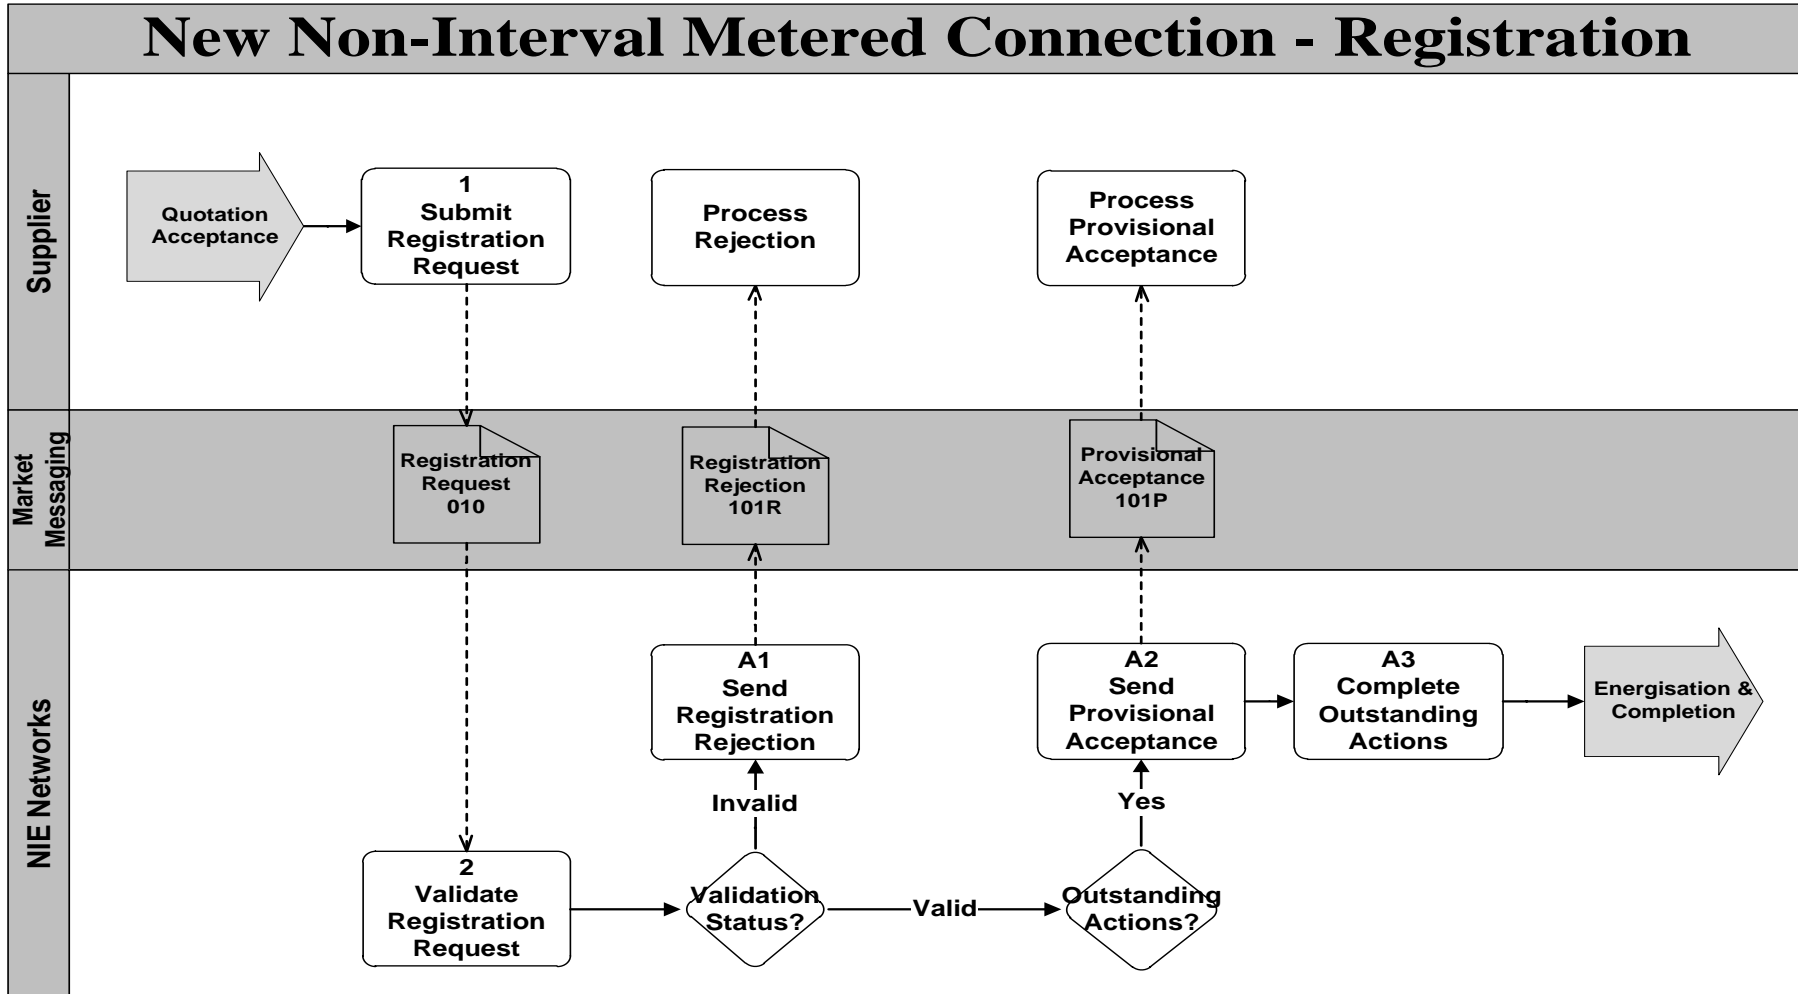 New Non-Interval Metered Connection - Registration
Supplier
Quotation
Acceptance
1
Submit
Registration
Request
Process
Rejection
Process
Provisional
Acceptance
Market
Messaging
Registration
Request
010
Registration
Rejection
101R
Provisional
Acceptance
101P
NIE Networks
A1
Send
Registration
Rejection
A2
Send
Provisional
Acceptance
A3
Complete
Outstanding
Actions
Energisation &
Completion
Invalid
Yes
2
Validate
Registration
Request
Validation
Status?
Valid
Outstanding
Actions?